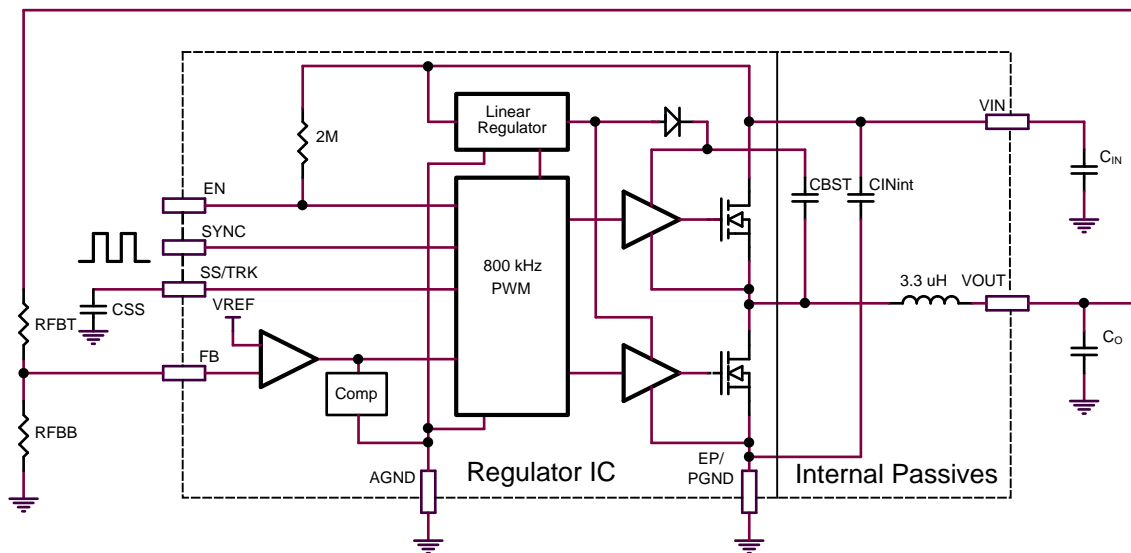 VIN
Linear
Regulator
2M
CIN
CBST
CINint
EN
SYNC
SS/TRK
800 kHz
PWM
3.3 uH
VOUT
CSS
VREF
RFBT
CO
FB
Comp
RFBB
AGND
Regulator IC
EP/
PGND
Internal Passives